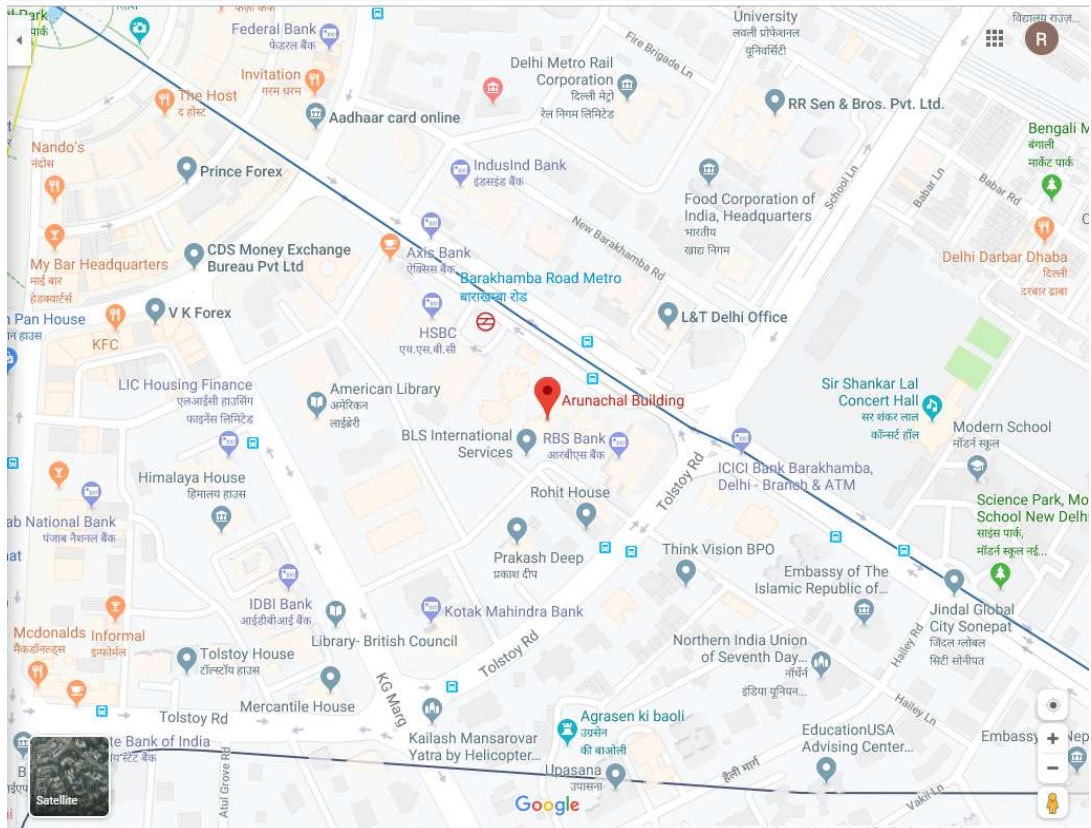 al Park
पार्क
फेडरल बैंक
Federal Bank
Invitation
गरम धरम
The Host
द होस्ट
Aadhaar card online
Nando's
नंदोस
Prince Forex
My Bar Headquarters
माई बार
हेडक्वार्टर्स
CDS Money Exchange
Bureau Pvt Ltd
V K Forex
n Pan House
KFC
University
लवली प्रोफेशनल
यूनिवर्सिटी
Fire Brigade Ln
Delhi Metro Rail
Corporation
दिल्ली मेट्रो
रेल निगम लिमिटेड
RR Sen & Bros. Pvt. Ltd.
R
Bengali M
बंगाली
मार्केट पार्क
IndusInd Bank
इंडसइंड बैंक
Food Corporation of
India, Headquarters
भारतीय
खाद्य निगम
School Ln
Babar Ln
Babar Rd
New Barakhamba Rd
Axis Bank
ऐक्सिस बैंक
Barakhamba Road Metro
बाराखम्बा रोड
Delhi Darbar Dhaba
दिल्ली
दरबार ढाबा
HSBC
एच.एस.बी.सी
L&T Delhi Office
LIC Housing Finance
एलआईसी हाउसिंग
फाइनेंस लिमिटेड
American Library
अमेरिकन
लाईब्रेरी
Arunachal Building
Sir Shankar Lal
Concert Hall
सर शंकर लाल
कॉन्सर्ट हॉल
BLS International
Services
RBS Bank
आरबीएस बैंक
Modern School
मॉडर्न स्कूल
ICICI Bank Barakhamba,
Delhi - Branch & ATM
Himalaya House
हिमालय हाउस
Rohit House
Tolstoy Rd
Science Park, Mo
School New Delhi
साइंस पार्क,
मॉडर्न स्कूल नई...
ab National Bank
पंजाब नैशनल बैंक
hat
Prakash Deep
प्रकाश दीप
Think Vision BPO
Embassy of The
Islamic Republic of...
IDBI Bank
आईडीबीआई बैंक
Library- British Council
Kotak Mahindra Bank
Jindal Global
City Sonepat
जिंदल ग्लोबल
सिटी सोनीपत
Mcdonalds
मैकडॉनल्ड्स
Informal
इन्फोर्मल
Tolstoy House
टॉल्स्टॉय हाउस
Tolstoy Rd
Northern India Union
of Seventh Day...
नॉर्थेर्न
इंडिया यूनियन...
Hailey Rd
Hailey Ln
Mercantile House
KG Marg
Tolstoy Rd
Kailash Mansarovar
Yatra by Helicopter...
Agrasen ki baoli
उग्रसेन
की बाओली
EducationUSA
Advising Center...
Embassy
Nep
te Bank of India
स्टेट बैंक
Atul Grove Rd
Upasana
उपासना
हैली मार्ग
Vakil Ln
Satellite
Google